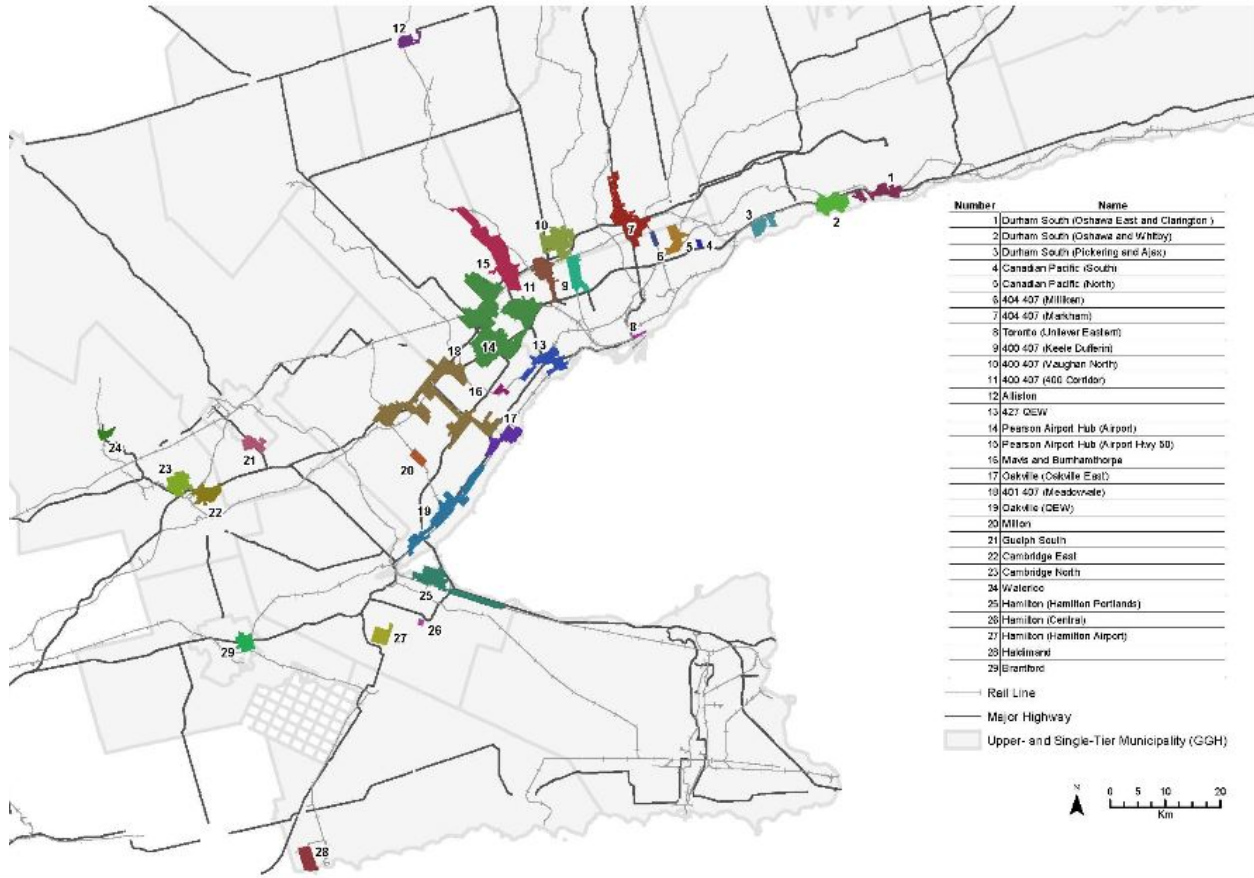 12
1
2
3
10
7
5
4
6
15
11
9
8
13
14
18
16
17
24
21
20
23
22
19
25
26
27
29
28
Number Name
1 Durham South (Oshawa East and Clarington )
2 Durham South (Oshawa and Whitby)
3 Durham South (Pickering and Ajax)
4 Canadian Pacific (South)
5 Canadian Pacific (North)
6 404 407 (Milliken)
7 404 407 (Markham)
8 Toronto (Unilever Eastern)
9 400 407 (Keele Dufferin)
10 400 407 (Vaughan North)
11 400 407 (400 Corridor)
12 Alliston
13 427 QEW
14 Pearson Airport Hub (Airport)
15 Pearson Airport Hub (Airport Hwy 50)
16 Mavis and Burnhamthorpe
17 Oakville (Oakville East)
18 401 407 (Meadowvale)
19 Oakville (QEW)
20 Milton
21 Guelph South
22 Cambridge East
23 Cambridge North
24 Waterloo
25 Hamilton (Hamilton Portlands)
26 Hamilton (Central)
27 Hamilton (Hamilton Airport)
28 Haldimand
29 Brantford
Rail Line
Major Highway
Upper- and Single-Tier Municipality (GGH)
N
0 5 10 20
Km